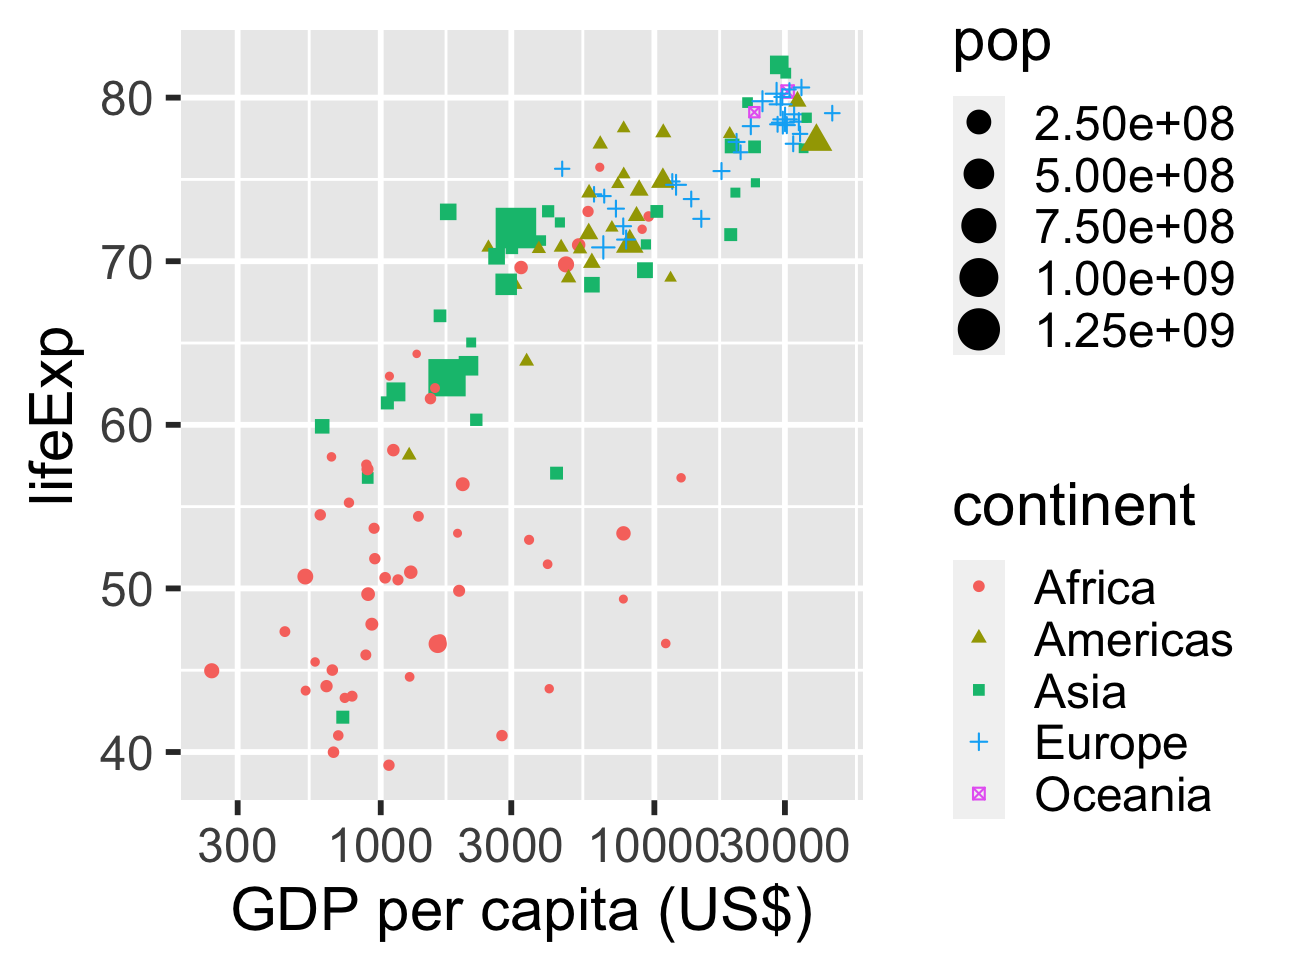 80
70
60
50
40
lifeExp
300 1000 3000 10000 30000
GDP per capita (US$)
pop
2.50e+08
5.00e+08
7.50e+08
1.00e+09
1.25e+09
continent
Africa
Americas
Asia
Europe
Oceania